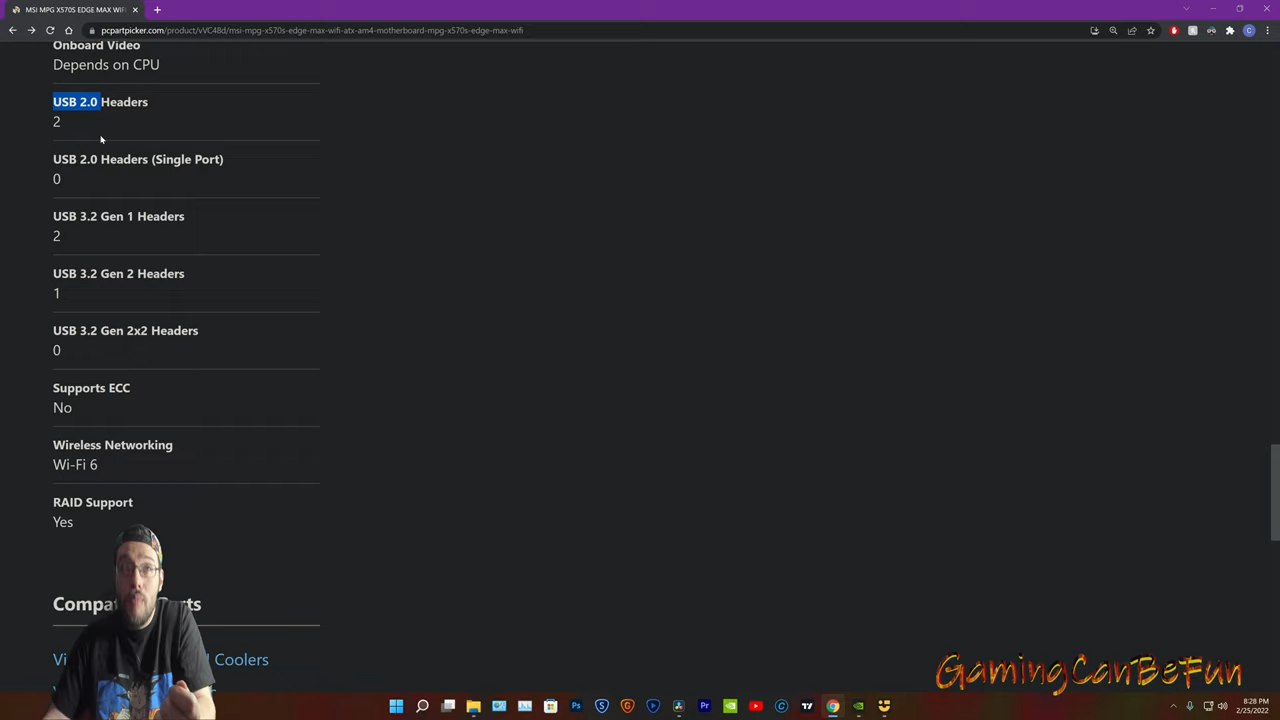 MSI MPG X570S EDGE MAX WIFI
pcpartpicker.com/product/vVC48d/msi-mpg-x570s-edge-max-wifi-atx-am4-motherboard-mpg-x570s-edge-max-wifi
Onboard Video
Depends on CPU
USB 2.0 Headers
2
USB 2.0 Headers (Single Port)
0
USB 3.2 Gen 1 Headers
2
USB 3.2 Gen 2 Headers
1
USB 3.2 Gen 2x2 Headers
0
Supports ECC
No
Wireless Networking
Wi-Fi 6
RAID Support
Yes
Coolers
GamingCanBeFun
8:28 PM
2/25/2022